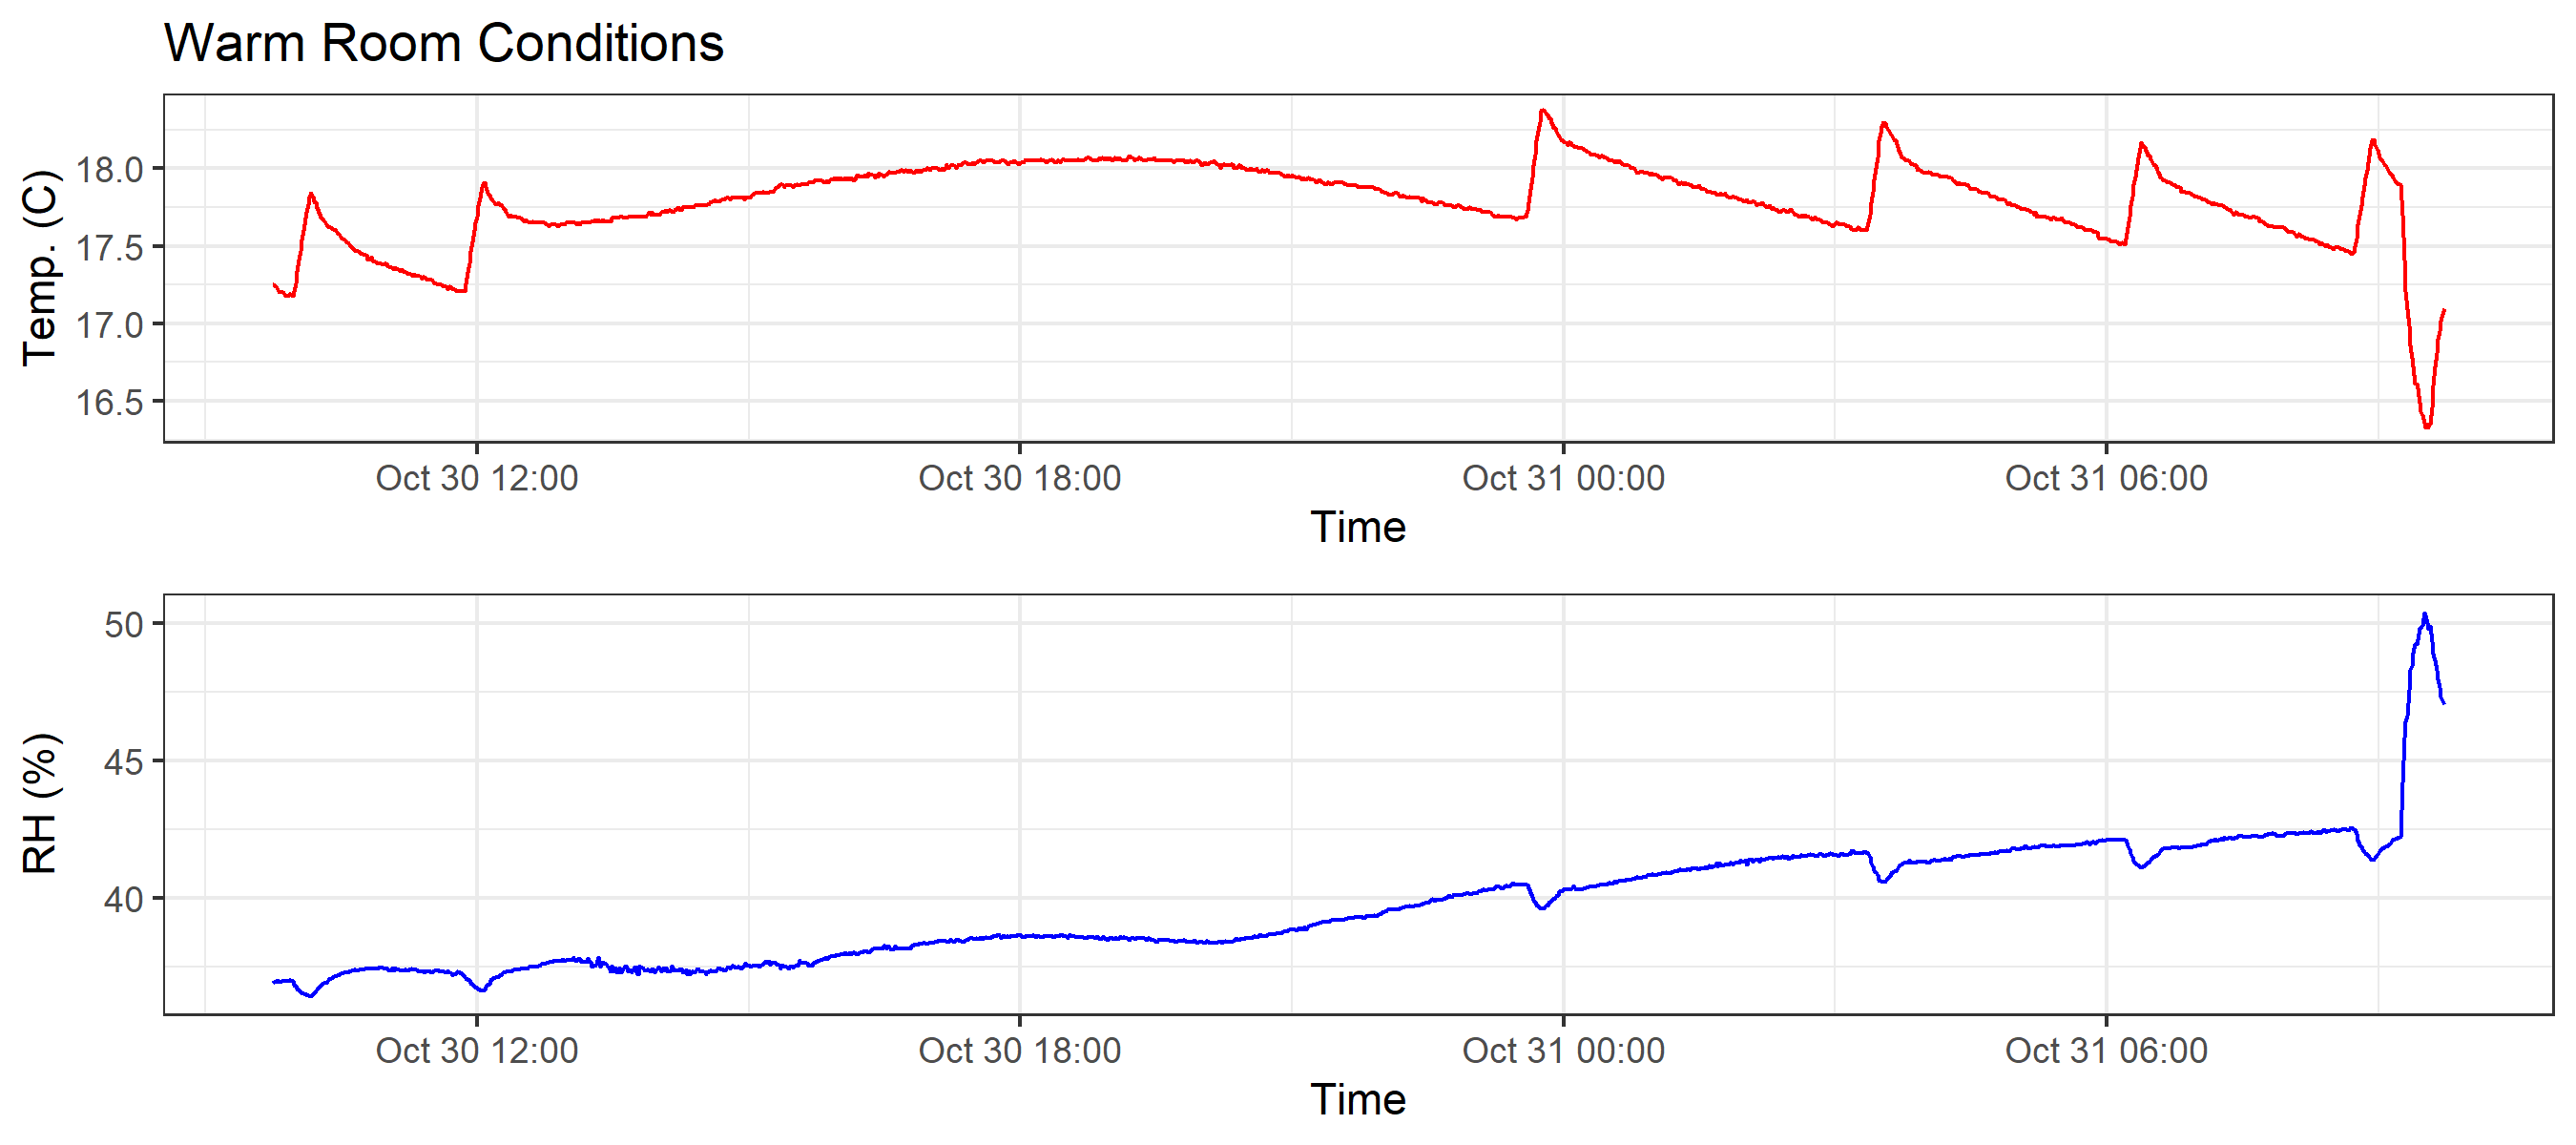 Warm Room Conditions
Temp. (C)
18.0
17.5
17.0
16.5
Oct 30 12:00 Oct 30 18:00 Oct 31 00:00 Oct 31 06:00
Time
RH (%)
50
45
40
Oct 30 12:00 Oct 30 18:00 Oct 31 00:00 Oct 31 06:00
Time